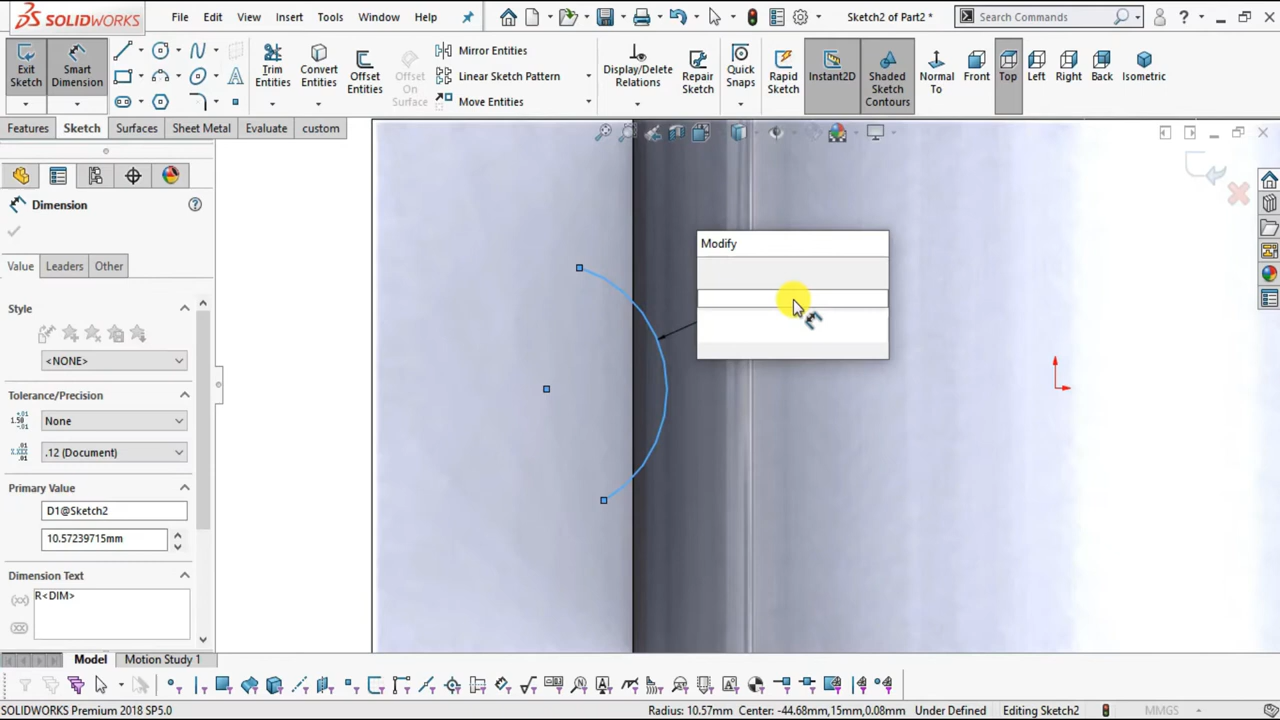 SOLIDWORKS
File Edit View Insert Tools Window Help
Sketch2 of Part2 *
Search Commands
?
Exit Sketch
Smart Dimension
Trim Entities
Convert Entities
Offset Entities
Offset On Surface
Mirror Entities
Linear Sketch Pattern
Move Entities
Display/Delete Relations
Repair Sketch
Quick Snaps
Rapid Sketch
Instant2D
Shaded Sketch Contours
Normal To
Front
Top
Left
Right
Back
Isometric
Features Sketch Surfaces Sheet Metal Evaluate custom
Dimension
Value Leaders Other
Style
<NONE>
Tolerance/Precision
None
.12 (Document)
Primary Value
D1@Sketch2
10.57239715mm
Dimension Text
R<DIM>
Modify
Model Motion Study 1
SOLIDWORKS Premium 2018 SP5.0
Radius: 10.57mm Center: -44.68mm,15mm,0.08mm Under Defined Editing Sketch2 MMGS